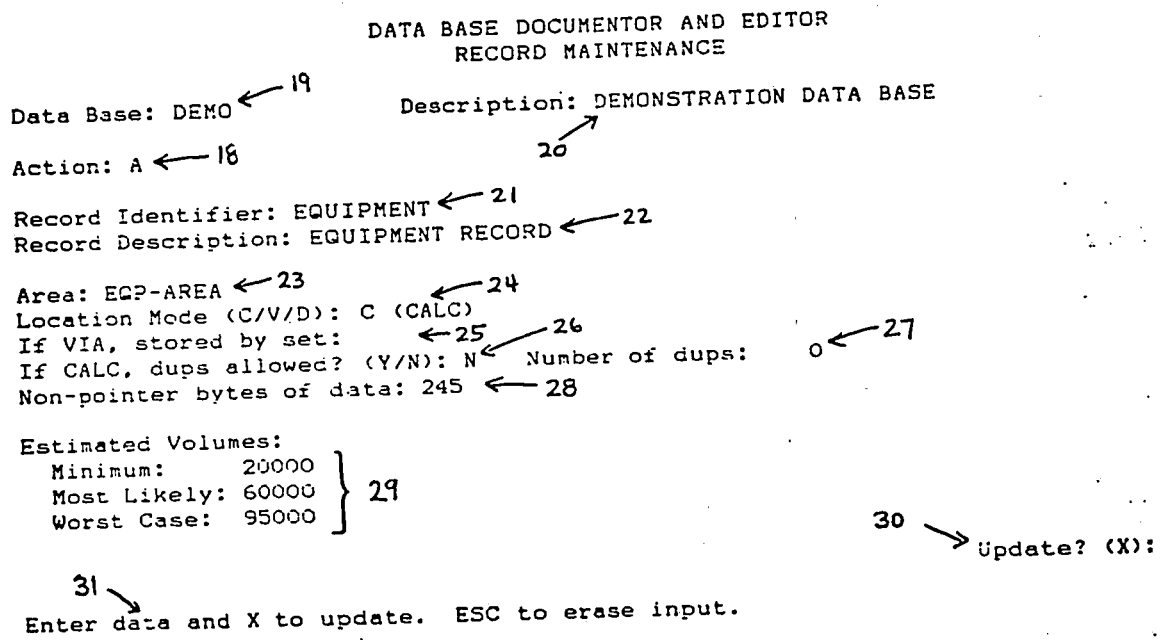 DATA BASE DOCUMENTOR AND EDITOR
RECORD MAINTENANCE
19
Data Base: DEMO Description: DEMONSTRATION DATA BASE
20
Action: A 18
21
Record Identifier: EQUIPMENT
22
Record Description: EQUIPMENT RECORD
23
Area: EQP-AREA
24
Location Mode (C/V/D): C (CALC)
If VIA, stored by set: 25
26
27
If CALC, dups allowed? (Y/N): N Number of dups: 0
Non-pointer bytes of data: 245 28
Estimated Volumes:
Minimum: 20000
Most Likely: 60000 29
Worst Case: 95000
30
Update? (X):
31
Enter data and X to update. ESC to erase input.